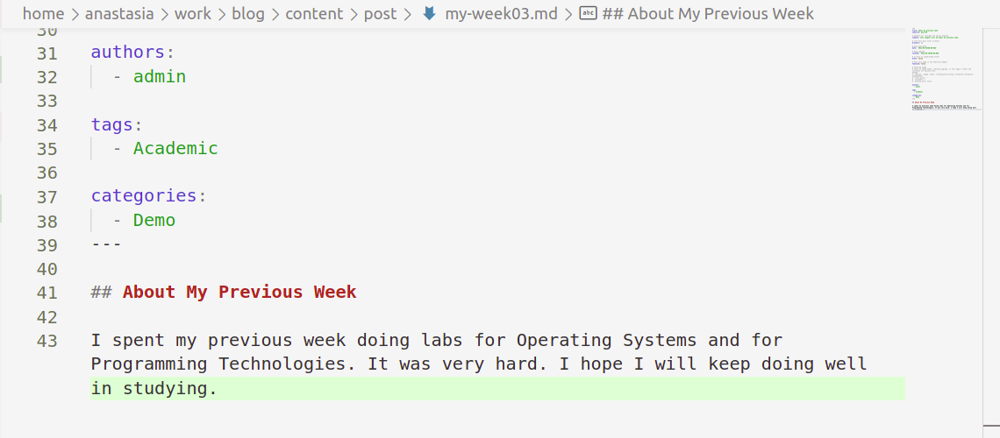 home > anastasia > work > blog > content > post > my-week03.md > abc ## About My Previous Week
30
31 authors:
32 - admin
33
34 tags:
35 - Academic
36
37 categories:
38 - Demo
39 ---
40
41 ## About My Previous Week
42
43 I spent my previous week doing labs for Operating Systems and for
Programming Technologies. It was very hard. I hope I will keep doing well
in studying.